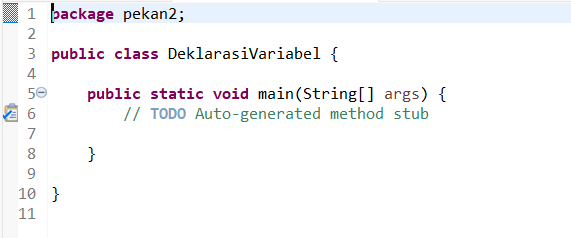 1 package pekan2;
2
3 public class DeklarasiVariabel {
4
5     public static void main(String[] args) {
6         // TODO Auto-generated method stub
7
8     }
9
10 }
11